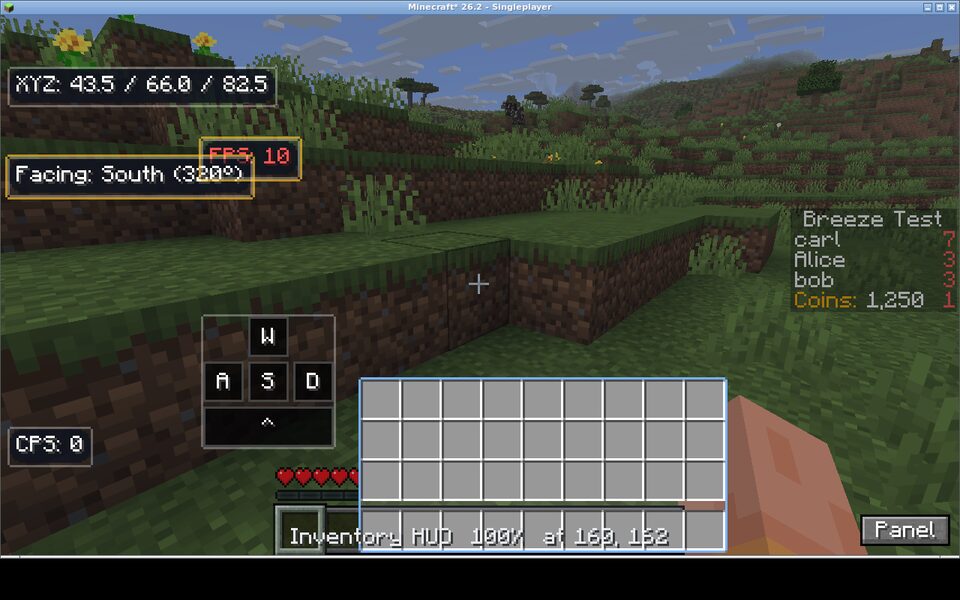 Minecraft* 26.2 - Singleplayer
XYZ: 43.5 / 66.0 / 82.5
FPS: 10
Facing: South (320°)
Breeze Test
carl 7
Alice 3
bob 3
Coins: 1,250 1
W
A S D
^
CPS: 0
Inventory HUD 100% at 160, 162
Panel